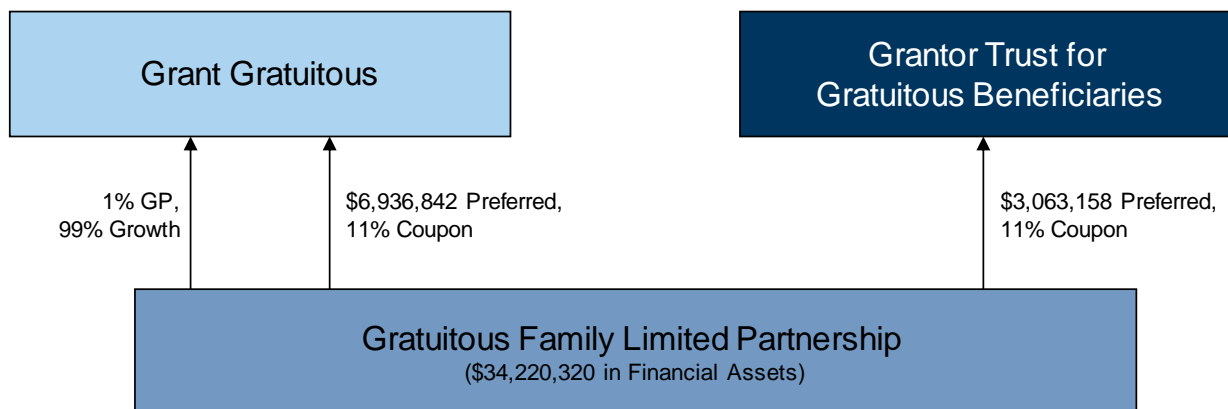 Grant Gratuitous
Grantor Trust for
Gratuitous Beneficiaries
1% GP,
99% Growth
$6,936,842 Preferred,
11% Coupon
$3,063,158 Preferred,
11% Coupon
Gratuitous Family Limited Partnership
($34,220,320 in Financial Assets)